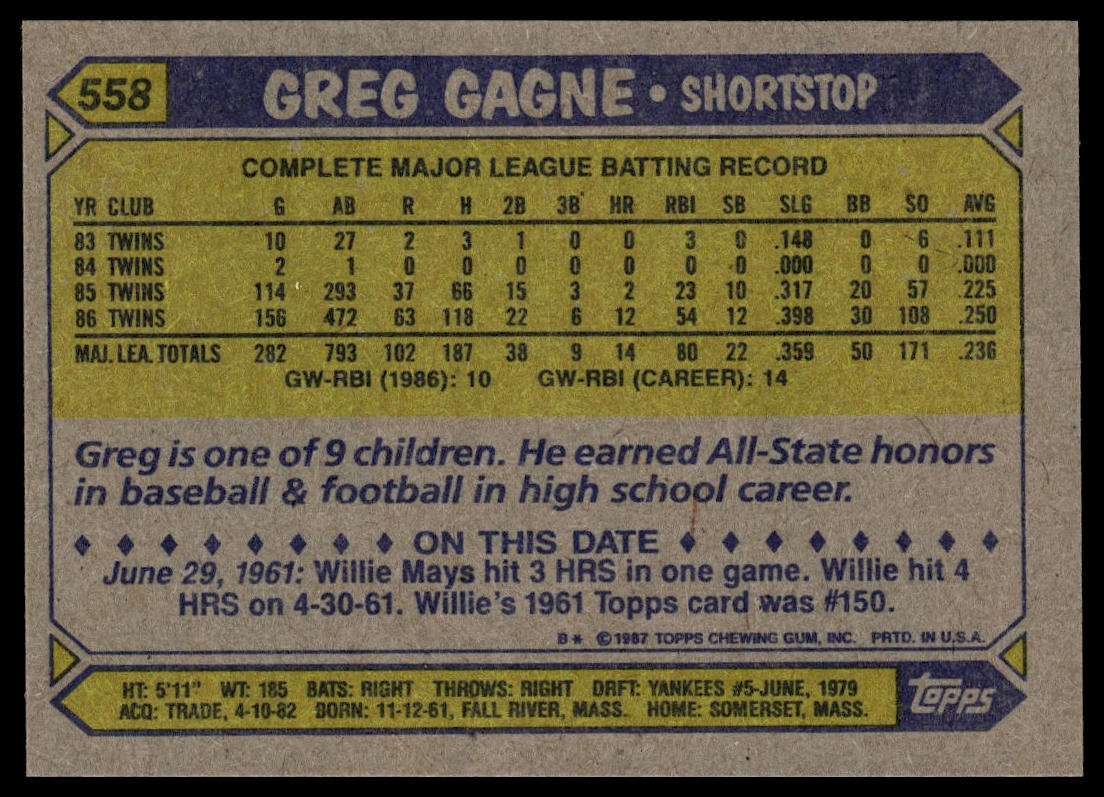 558 GREG GAGNE • SHORTSTOP
COMPLETE MAJOR LEAGUE BATTING RECORD
YR CLUB G AB R H 2B 3B HR RBI SB SLG BB SO AVG
83 TWINS 10 27 2 3 1 0 0 3 0 .148 0 6 .111
84 TWINS 2 1 0 0 0 0 0 0 0 .000 0 0 .000
85 TWINS 114 293 37 66 15 3 2 23 10 .317 20 57 .225
86 TWINS 156 472 63 118 22 6 12 54 12 .398 30 108 .250
MAJ. LEA. TOTALS 282 793 102 187 38 9 14 80 22 .359 50 171 .236
GW-RBI (1986): 10 GW-RBI (CAREER): 14
Greg is one of 9 children. He earned All-State honors
in baseball & football in high school career.
♦ ♦ ♦ ♦ ♦ ♦ ♦ ♦ ON THIS DATE ♦ ♦ ♦ ♦ ♦ ♦ ♦ ♦
June 29, 1961: Willie Mays hit 3 HRS in one game. Willie hit 4
HRS on 4-30-61. Willie's 1961 Topps card was #150.
B* ©1987 TOPPS CHEWING GUM, INC. PRTD. IN U.S.A.
HT: 5'11" WT: 185 BATS: RIGHT THROWS: RIGHT DRFT: YANKEES #5-JUNE, 1979
ACQ: TRADE, 4-10-82 BORN: 11-12-61, FALL RIVER, MASS. HOME: SOMERSET, MASS.
topps